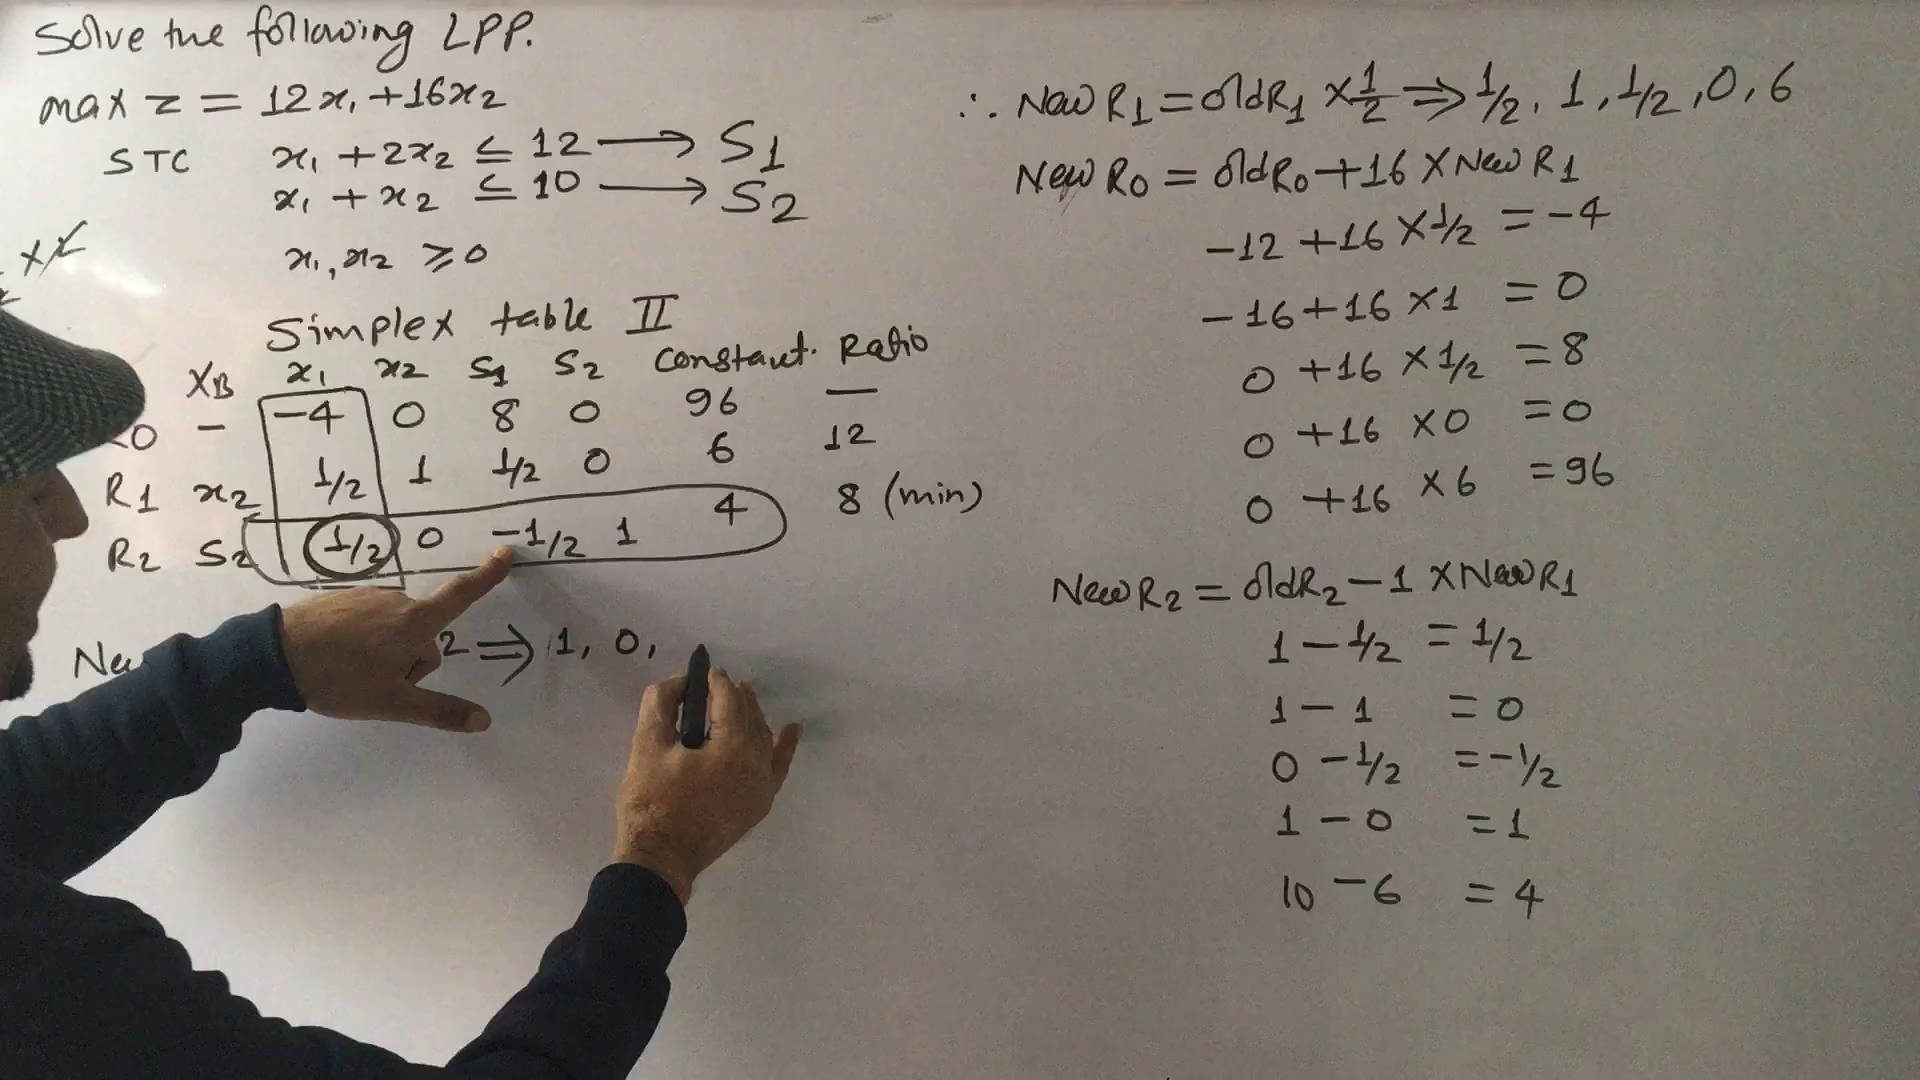 Solve the following LPP.
max z = 12x₁ + 16x₂
STC x₁ + 2x₂ ≤ 12 → S1
x₁ + x₂ ≤ 10 → S2
x₁, x₂ ≥ 0
Simplex table II
XB x₁ x₂ S1 S2 Constant. Ratio
R0 – -4 0 8 0 96 —
R1 x₂ 1/2 1 1/2 0 6 12
R2 S2 1/2 0 -1/2 1 4 8 (min)
2 ⇒ 1, 0,
∴ New R1 = old R1 × 1/2 ⇒ 1/2, 1, 1/2, 0, 6
New R0 = old R0 + 16 × New R1
-12 + 16 × 1/2 = -4
-16 + 16 × 1 = 0
0 + 16 × 1/2 = 8
0 + 16 × 0 = 0
0 + 16 × 6 = 96
New R2 = old R2 - 1 × New R1
1 - 1/2 = 1/2
1 - 1 = 0
0 - 1/2 = -1/2
1 - 0 = 1
10 - 6 = 4